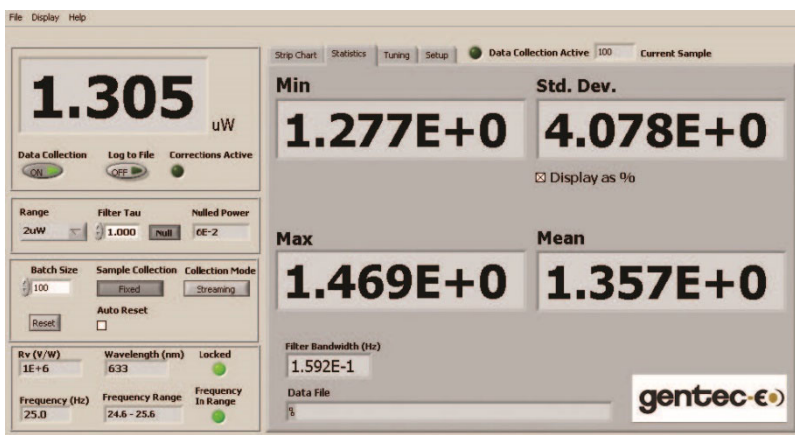 File Display Help
1.305 uW
Data Collection Log to File Corrections Active
ON OFF
Range Filter Tau Nulled Power
2uW 1.000 Null 6E-2
Batch Size Sample Collection Collection Mode
100 Fixed Streaming
Auto Reset
Reset
Rv (V/W) Wavelength (nm) Locked
1E+6 633
Frequency (Hz) Frequency Range Frequency In Range
25.0 24.6 - 25.6
Strip Chart Statistics Tuning Setup Data Collection Active 100 Current Sample
Min Std. Dev.
1.277E+0 4.078E+0
Display as %
Max Mean
1.469E+0 1.357E+0
Filter Bandwidth (Hz)
1.592E-1
Data File
%
gentec-eo